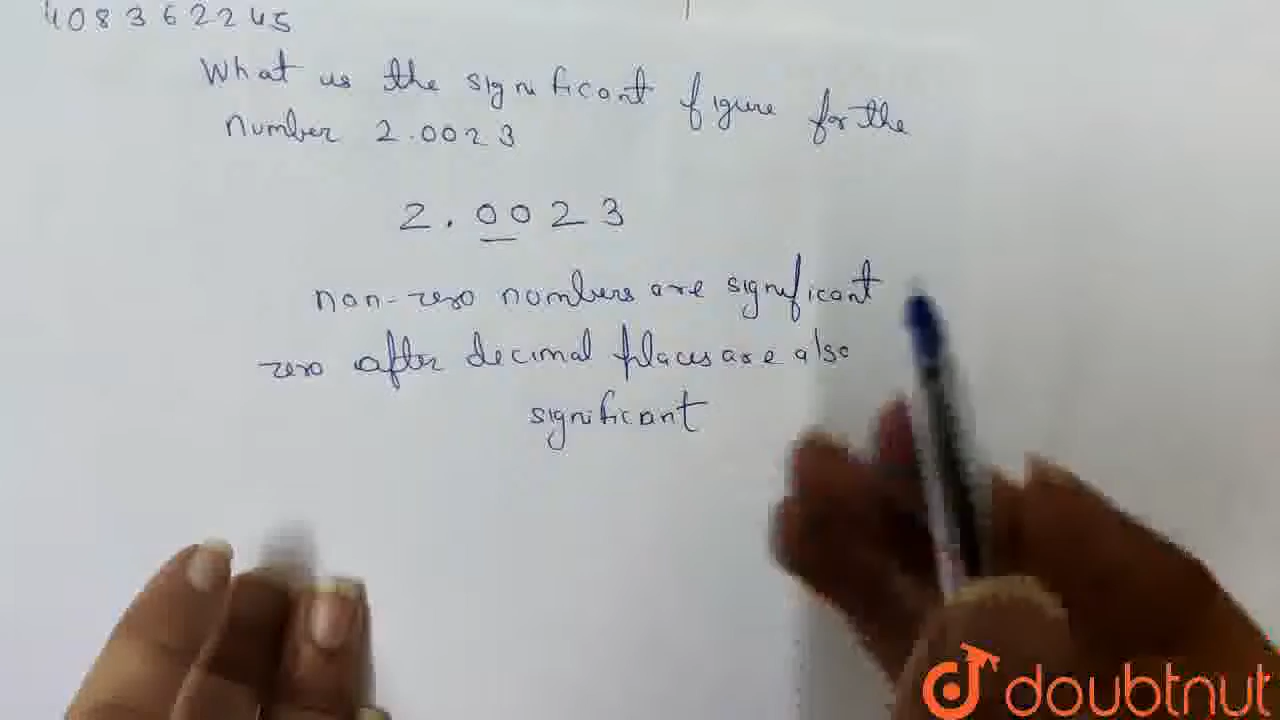 408362245
What is the significant figure for the
number 2.0023
2.0023
non-zero numbers are significant
zero after decimal places are also
significant
doubtnut